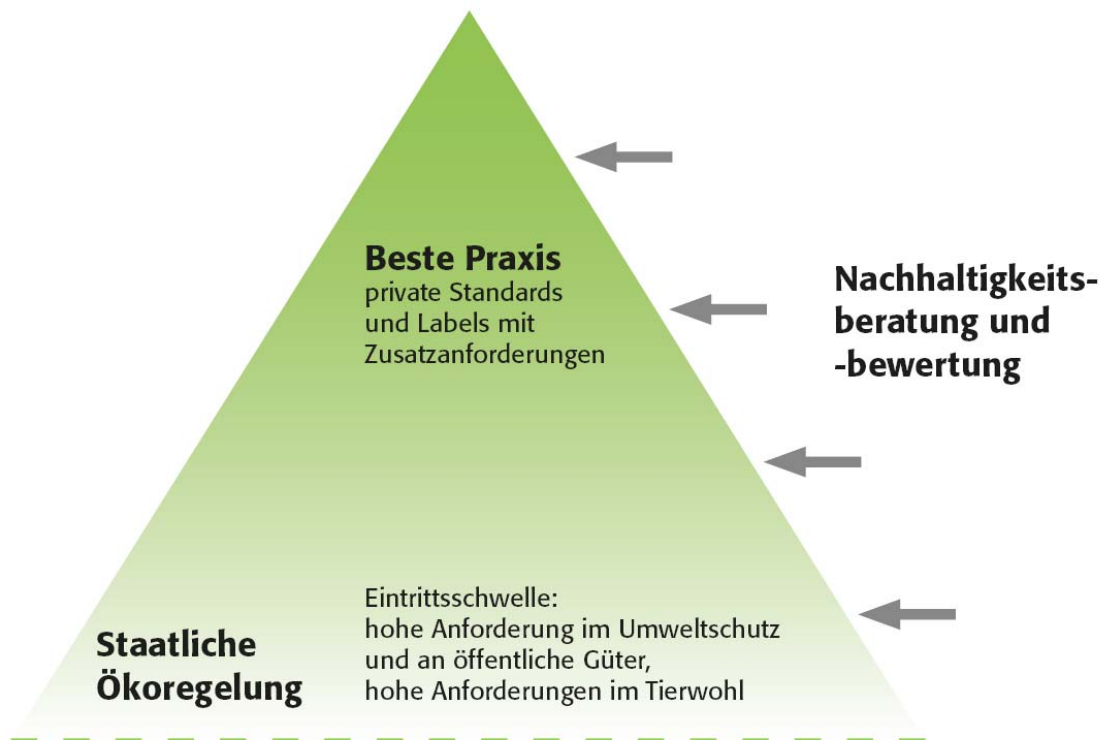 Beste Praxis
private Standards
und Labels mit
Zusatzanforderungen
Nachhaltigkeits-
beratung und
-bewertung
Staatliche
Ökoregelung
Eintrittsschwelle:
hohe Anforderung im Umweltschutz
und an öffentliche Güter,
hohe Anforderungen im Tierwohl